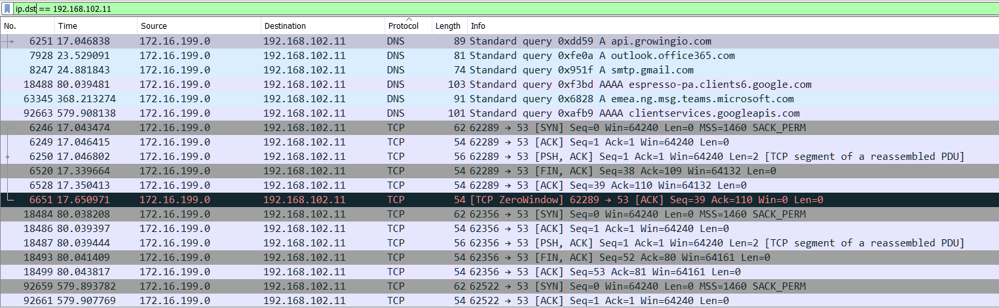 ip.dst == 192.168.102.11
No. Time Source Destination Protocol Length Info
6251 17.046838 172.16.199.0 192.168.102.11 DNS 89 Standard query 0xdd59 A api.growingio.com
7928 23.529091 172.16.199.0 192.168.102.11 DNS 81 Standard query 0xfe0a A outlook.office365.com
8247 24.881843 172.16.199.0 192.168.102.11 DNS 74 Standard query 0x951f A smtp.gmail.com
18488 80.039481 172.16.199.0 192.168.102.11 DNS 103 Standard query 0xf3bd AAAA espresso-pa.clients6.google.com
63345 368.213274 172.16.199.0 192.168.102.11 DNS 91 Standard query 0x6828 A emea.ng.msg.teams.microsoft.com
92663 579.908138 172.16.199.0 192.168.102.11 DNS 101 Standard query 0xafb9 AAAA clientservices.googleapis.com
6246 17.043474 172.16.199.0 192.168.102.11 TCP 62 62289 → 53 [SYN] Seq=0 Win=64240 Len=0 MSS=1460 SACK_PERM
6249 17.046415 172.16.199.0 192.168.102.11 TCP 54 62289 → 53 [ACK] Seq=1 Ack=1 Win=64240 Len=0
6250 17.046802 172.16.199.0 192.168.102.11 TCP 56 62289 → 53 [PSH, ACK] Seq=1 Ack=1 Win=64240 Len=2 [TCP segment of a reassembled PDU]
6520 17.339664 172.16.199.0 192.168.102.11 TCP 54 62289 → 53 [FIN, ACK] Seq=38 Ack=109 Win=64132 Len=0
6528 17.350413 172.16.199.0 192.168.102.11 TCP 54 62289 → 53 [ACK] Seq=39 Ack=110 Win=64132 Len=0
6651 17.650971 172.16.199.0 192.168.102.11 TCP 54 [TCP ZeroWindow] 62289 → 53 [ACK] Seq=39 Ack=110 Win=0 Len=0
18484 80.038208 172.16.199.0 192.168.102.11 TCP 62 62356 → 53 [SYN] Seq=0 Win=64240 Len=0 MSS=1460 SACK_PERM
18486 80.039397 172.16.199.0 192.168.102.11 TCP 54 62356 → 53 [ACK] Seq=1 Ack=1 Win=64240 Len=0
18487 80.039444 172.16.199.0 192.168.102.11 TCP 56 62356 → 53 [PSH, ACK] Seq=1 Ack=1 Win=64240 Len=2 [TCP segment of a reassembled PDU]
18493 80.041409 172.16.199.0 192.168.102.11 TCP 54 62356 → 53 [FIN, ACK] Seq=52 Ack=80 Win=64161 Len=0
18499 80.043817 172.16.199.0 192.168.102.11 TCP 54 62356 → 53 [ACK] Seq=53 Ack=81 Win=64161 Len=0
92659 579.893782 172.16.199.0 192.168.102.11 TCP 62 62522 → 53 [SYN] Seq=0 Win=64240 Len=0 MSS=1460 SACK_PERM
92661 579.907769 172.16.199.0 192.168.102.11 TCP 54 62522 → 53 [ACK] Seq=1 Ack=1 Win=64240 Len=0